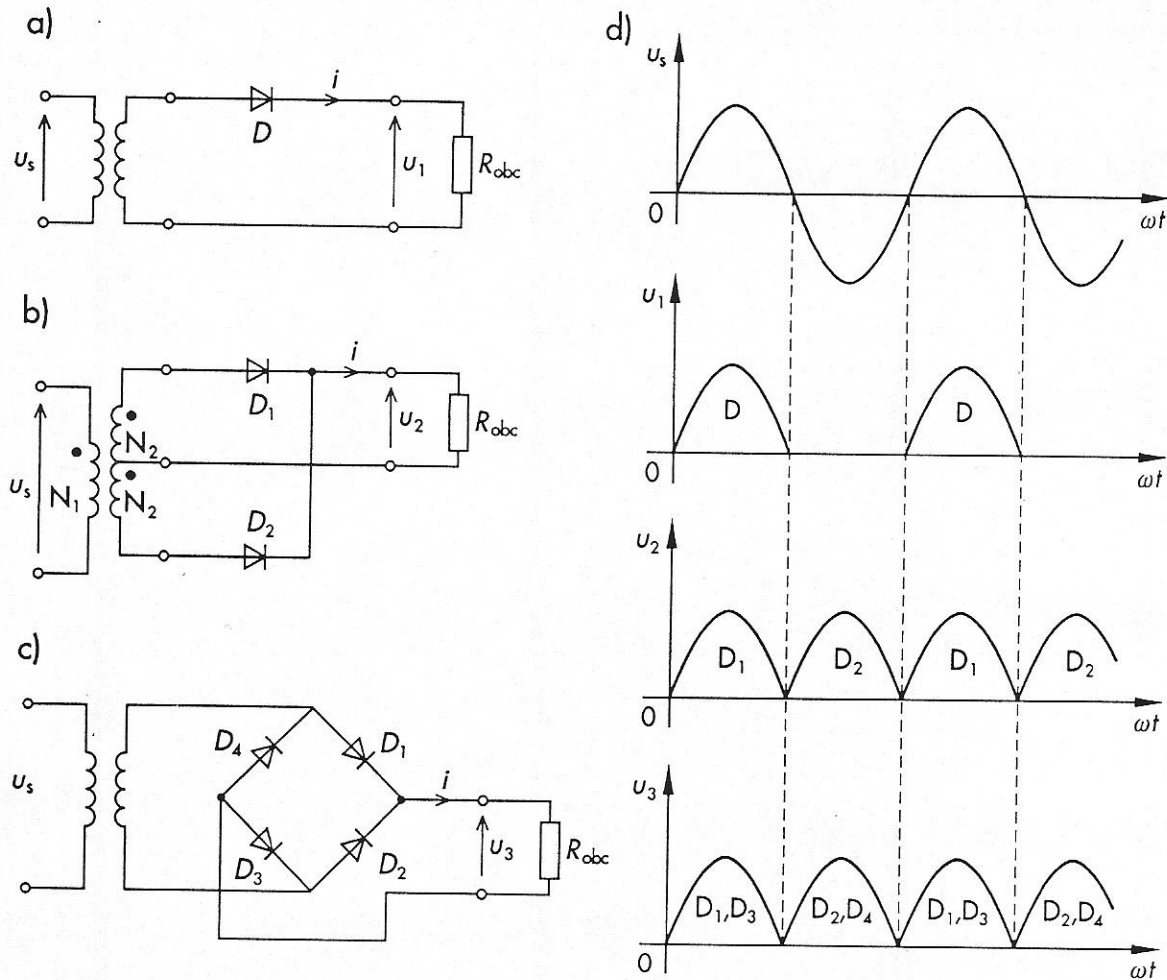 a)
i
D
u_s
u_1
R_obc
b)
i
D_1
u_2
R_obc
N_2
u_s
N_1
N_2
D_2
c)
D_4
D_1
i
u_s
u_3
R_obc
D_3
D_2
d)
u_s
0
ωt
u_1
D
D
0
ωt
u_2
D_1
D_2
D_1
D_2
0
ωt
u_3
D_1,D_3
D_2,D_4
D_1,D_3
D_2,D_4
0
ωt